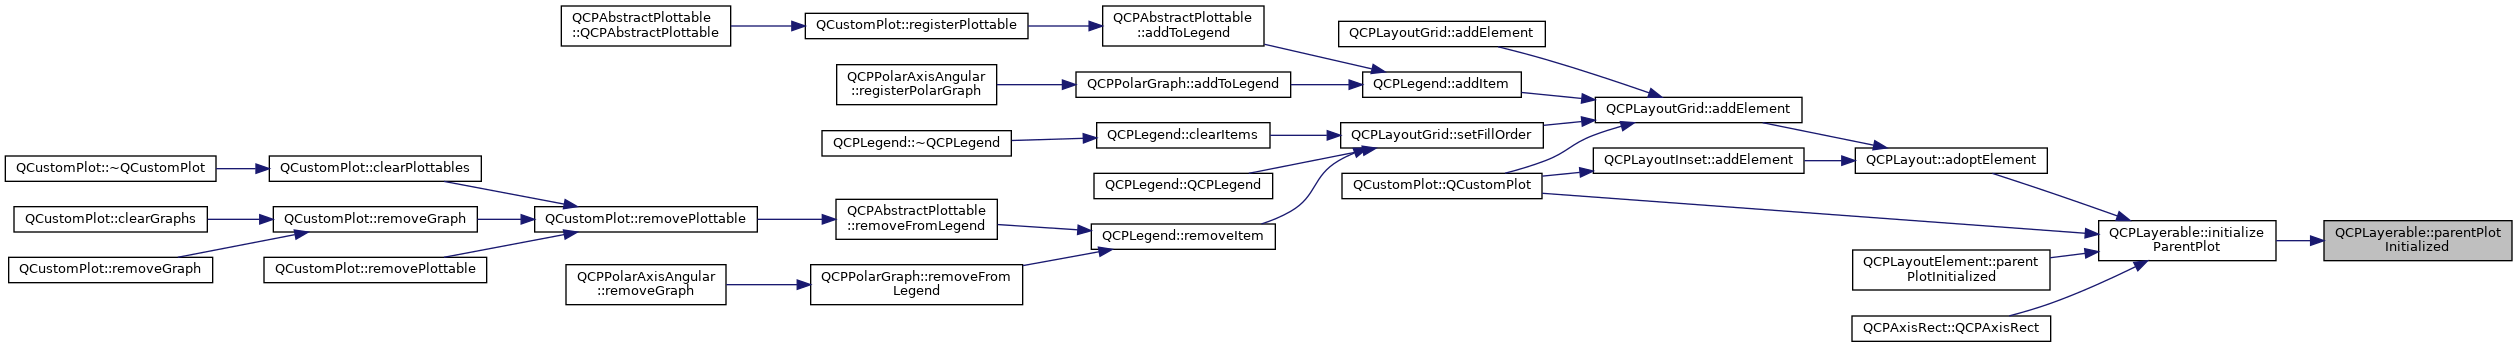 QCPAbstractPlottable
::QCPAbstractPlottable
QCustomPlot::registerPlottable
QCPAbstractPlottable
::addToLegend
QCPLayoutGrid::addElement
QCPPolarAxisAngular
::registerPolarGraph
QCPPolarGraph::addToLegend
QCPLegend::addItem
QCPLayoutGrid::addElement
QCPLegend::~QCPLegend
QCPLegend::clearItems
QCPLayoutGrid::setFillOrder
QCustomPlot::~QCustomPlot
QCustomPlot::clearPlottables
QCPLegend::QCPLegend
QCustomPlot::QCustomPlot
QCPLayoutInset::addElement
QCPLayout::adoptElement
QCustomPlot::clearGraphs
QCustomPlot::removeGraph
QCustomPlot::removePlottable
QCPAbstractPlottable
::removeFromLegend
QCPLegend::removeItem
QCPLayerable::initialize
ParentPlot
QCPLayerable::parentPlot
Initialized
QCustomPlot::removeGraph
QCustomPlot::removePlottable
QCPPolarAxisAngular
::removeGraph
QCPPolarGraph::removeFrom
Legend
QCPLayoutElement::parent
PlotInitialized
QCPAxisRect::QCPAxisRect